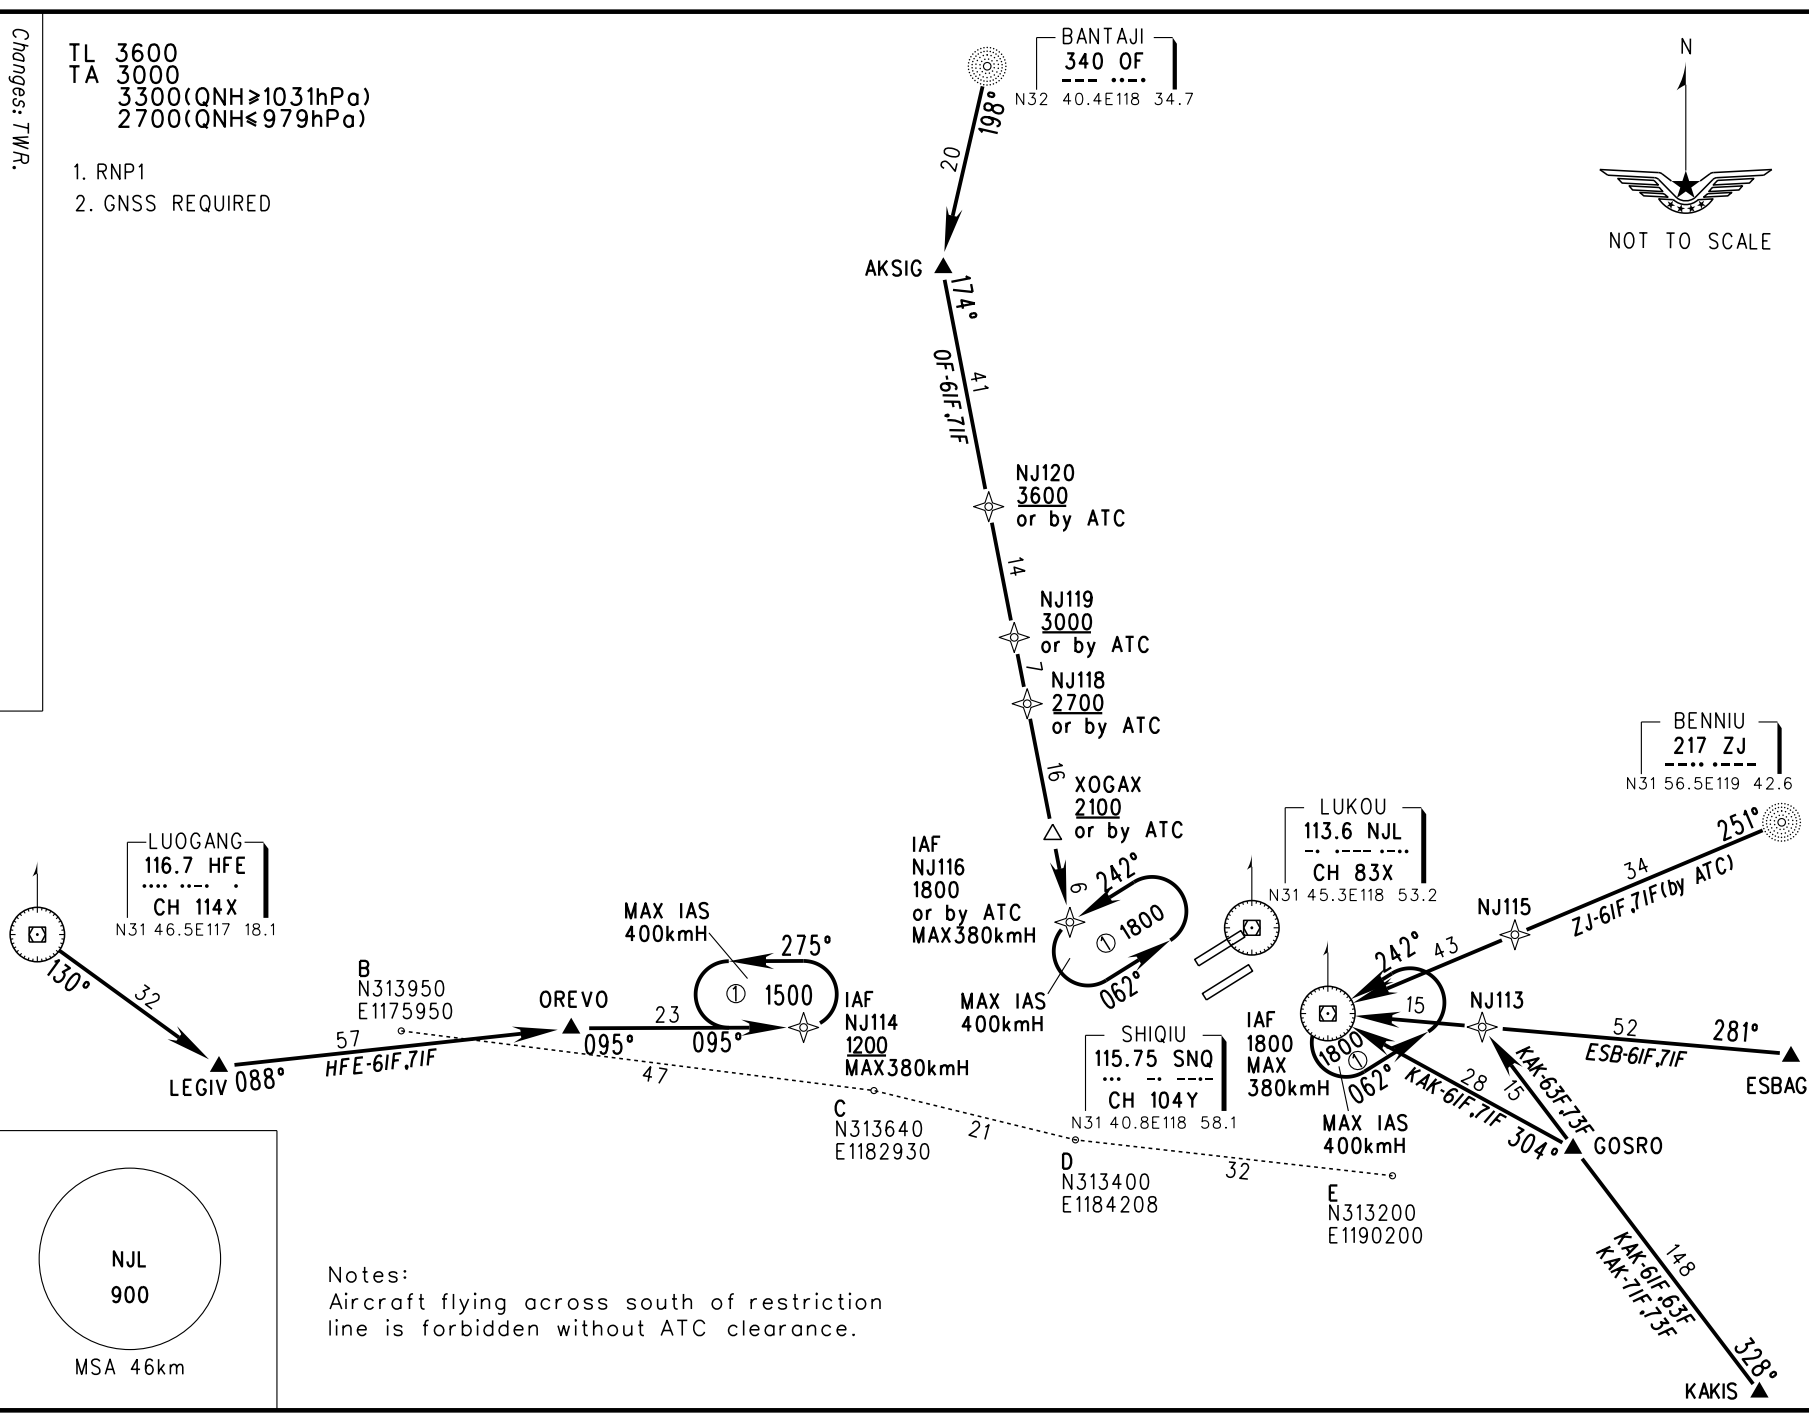 Changes: TWR.
TL 3600
TA 3000
3300(QNH≥1031hPa)
2700(QNH≤979hPa)
1. RNP1
2. GNSS REQUIRED
BANTAJI
340 OF
N32 40.4E118 34.7
N
NOT TO SCALE
198°
20
AKSIG
174°
41
OF-61F,71F
NJ120
3600
or by ATC
14
NJ119
3000
or by ATC
7
NJ118
2700
or by ATC
16
XOGAX
2100
or by ATC
6
IAF
NJ116
1800
or by ATC
MAX380kmH
242°
① 1800
062°
MAX IAS
400kmH
LUKOU
113.6 NJL
CH 83X
N31 45.3E118 53.2
BENNIU
217 ZJ
N31 56.5E119 42.6
251°
34
ZJ-61F,71F(by ATC)
NJ115
43
242°
LUOGANG
116.7 HFE
CH 114X
N31 46.5E117 18.1
130°
32
LEGIV
088°
57
HFE-61F,71F
B
N313950
E1175950
OREVO
095°
23
095°
MAX IAS
400kmH
275°
① 1500
IAF
NJ114
1200
MAX380kmH
47
C
N313640
E1182930
21
D
N313400
E1184208
32
E
N313200
E1190200
SHIQIU
115.75 SNQ
CH 104Y
N31 40.8E118 58.1
IAF
1800
MAX
380kmH
1800
①
062°
MAX IAS
400kmH
15
NJ113
52
281°
ESB-61F,71F
ESBAG
KAK-63F,73F
15
28
KAK-61F,71F
304°
GOSRO
148
KAK-61F,63F
KAK-71F,73F
328°
KAKIS
NJL
900
MSA 46km
Notes:
Aircraft flying across south of restriction
line is forbidden without ATC clearance.